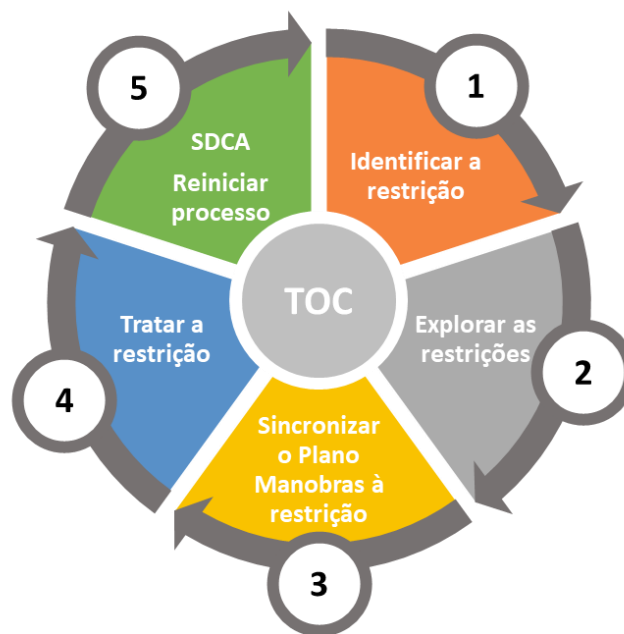 1
Identificar a
restrição
2
Explorar as
restrições
3
Sincronizar
o Plano
Manobras à
restrição
4
Tratar a
restrição
5
SDCA
Reiniciar
processo
TOC